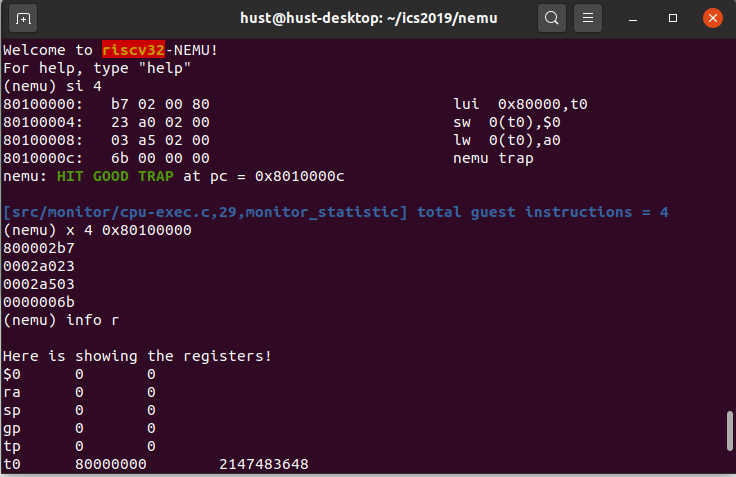 hust@hust-desktop: ~/ics2019/nemu
Welcome to riscv32-NEMU!
For help, type "help"
(nemu) si 4
80100000:   b7 02 00 80                           lui  0x80000,t0
80100004:   23 a0 02 00                           sw  0(t0),$0
80100008:   03 a5 02 00                           lw  0(t0),a0
8010000c:   6b 00 00 00                           nemu trap
nemu: HIT GOOD TRAP at pc = 0x8010000c
[src/monitor/cpu-exec.c,29,monitor_statistic] total guest instructions = 4
(nemu) x 4 0x80100000
800002b7
0002a023
0002a503
0000006b
(nemu) info r
Here is showing the registers!
$0      0       0
ra      0       0
sp      0       0
gp      0       0
tp      0       0
t0      80000000        2147483648